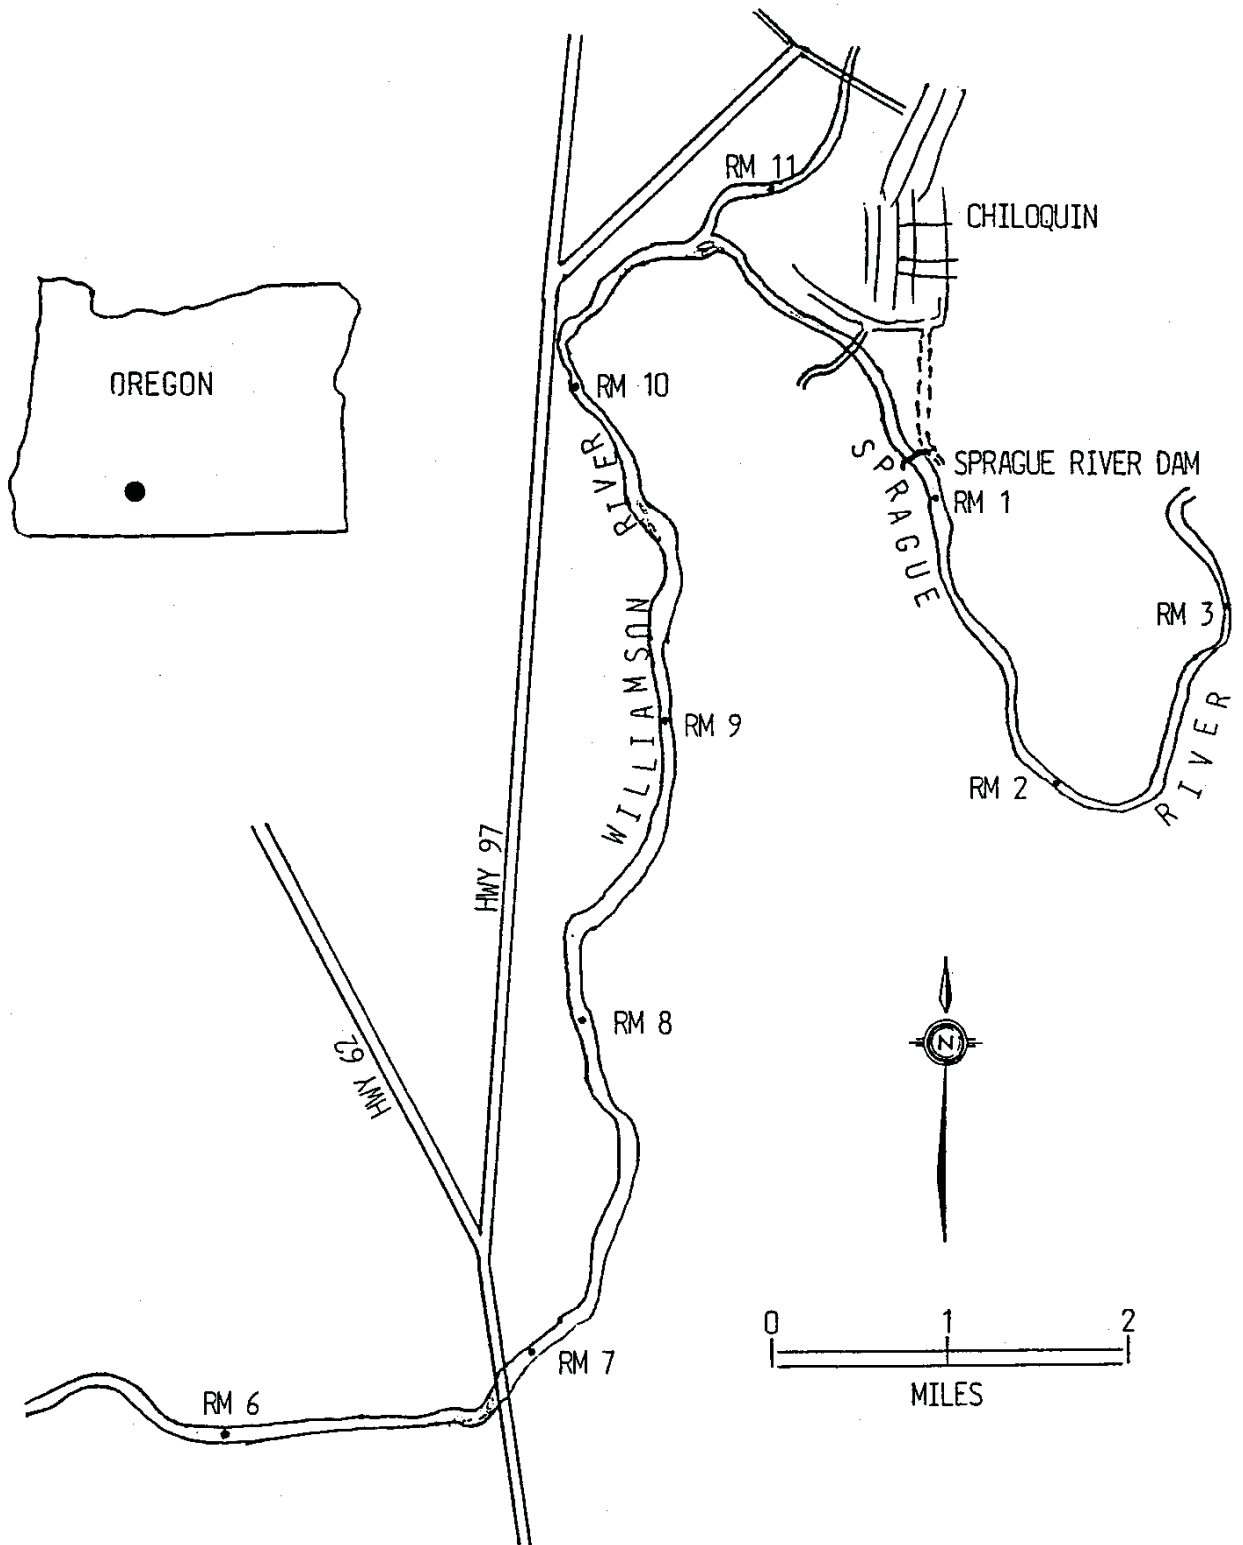 RM 11
CHILOQUIN
OREGON
RM 10
SPRAGUE RIVER DAM
RM 1
SPRAGUE RIVER
RM 3
WILLIAMSON RIVER
RM 9
RM 2
HWY 97
RM 8
HWY 62
N
0 1 2
MILES
RM 7
RM 6